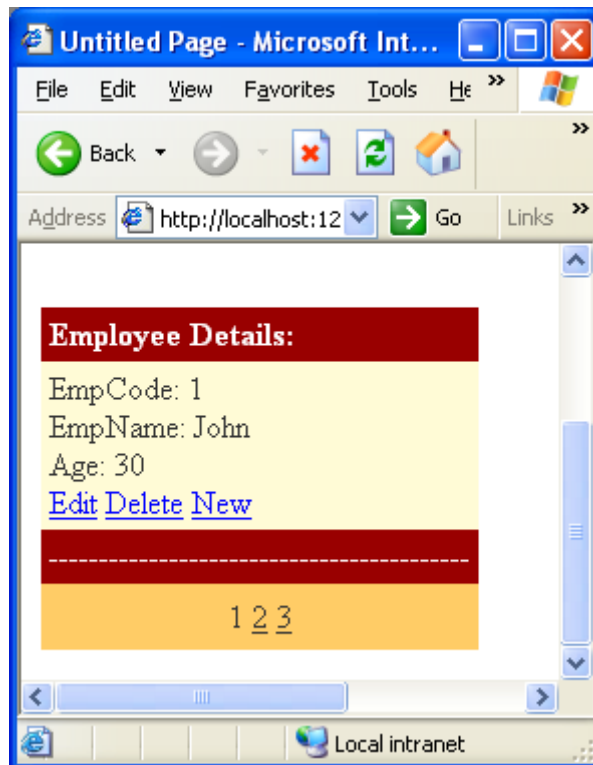 Untitled Page - Microsoft Int...
File Edit View Favorites Tools He »
Back »
Address http://localhost:12 Go Links »
Employee Details:
EmpCode: 1
EmpName: John
Age: 30
Edit Delete New
------------------------------------------
1 2 3
Local intranet